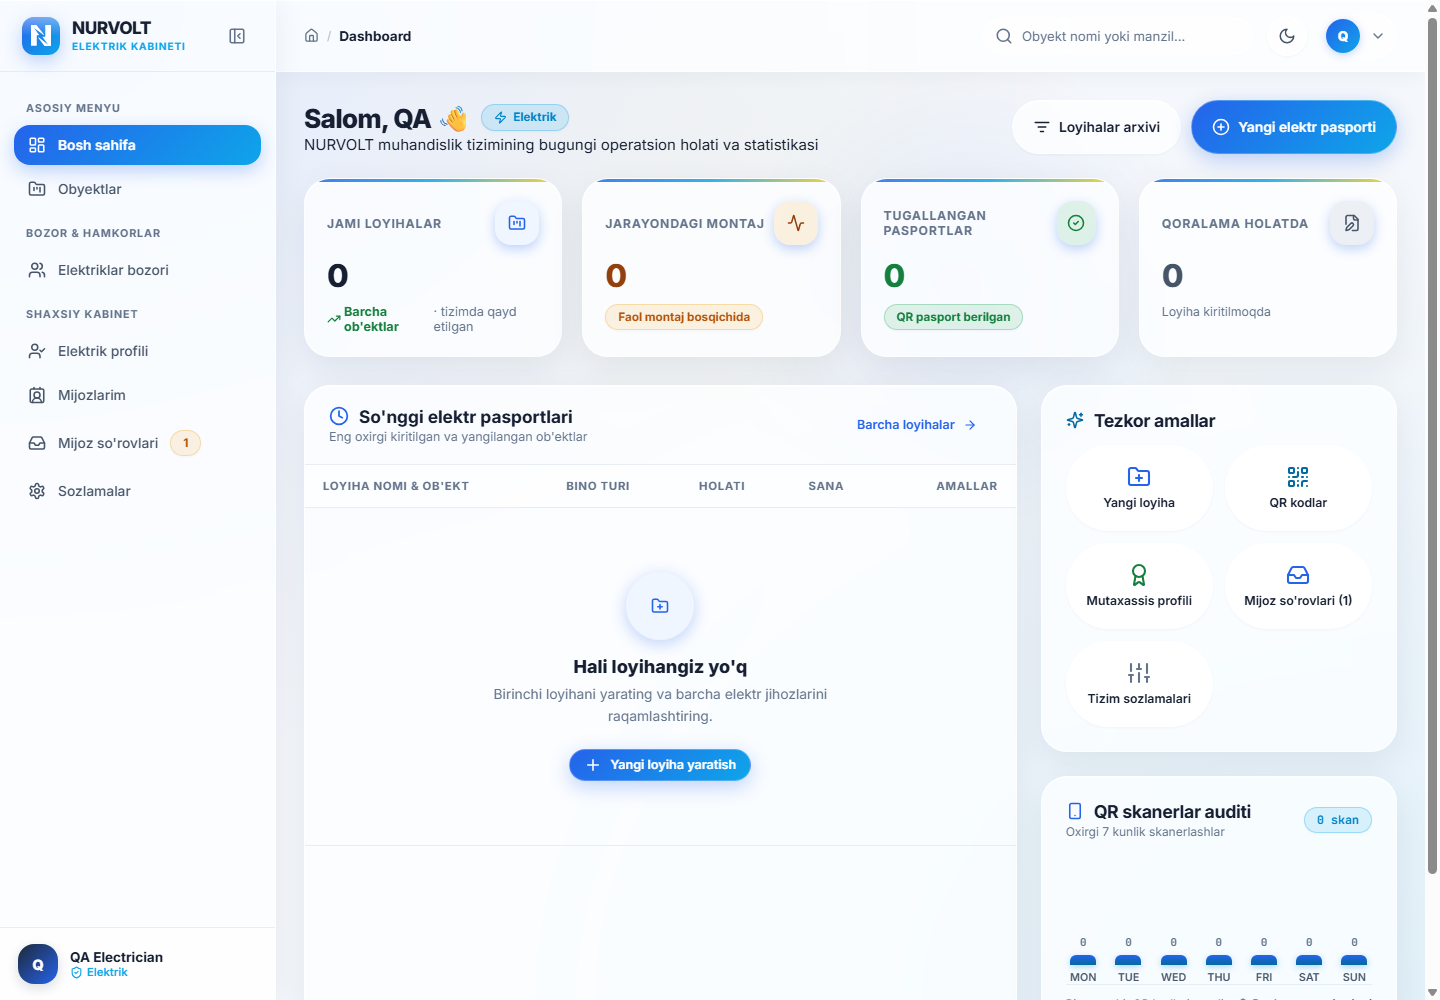 NURVOLT
ELEKTRIK KABINETI
/ Dashboard
Obyekt nomi yoki manzil...
Q
ASOSIY MENYU
Bosh sahifa
Obyektlar
BOZOR & HAMKORLAR
Elektriklar bozori
SHAXSIY KABINET
Elektrik profili
Mijozlarim
Mijoz so'rovlari 1
Sozlamalar
Q
QA Electrician
Elektrik
Salom, QA 👋 Elektrik
NURVOLT muhandislik tizimining bugungi operatsion holati va statistikasi
Loyihalar arxivi
Yangi elektr pasporti
JAMI LOYIHALAR
0
Barcha ob'ektlar · tizimda qayd etilgan
JARAYONDAGI MONTAJ
0
Faol montaj bosqichida
TUGALLANGAN
PASPORTLAR
0
QR pasport berilgan
QORALAMA HOLATDA
0
Loyiha kiritilmoqda
So'nggi elektr pasportlari
Eng oxirgi kiritilgan va yangilangan ob'ektlar
Barcha loyihalar
LOYIHA NOMI & OB'EKT BINO TURI HOLATI SANA AMALLAR
Hali loyihangiz yo'q
Birinchi loyihani yarating va barcha elektr jihozlarini
raqamlashtiring.
Yangi loyiha yaratish
Tezkor amallar
Yangi loyiha
QR kodlar
Mutaxassis profili
Mijoz so'rovlari (1)
Tizim sozlamalari
QR skanerlar auditi
Oxirgi 7 kunlik skanerlashlar
0 skan
0 0 0 0 0 0 0
MON TUE WED THU FRI SAT SUN